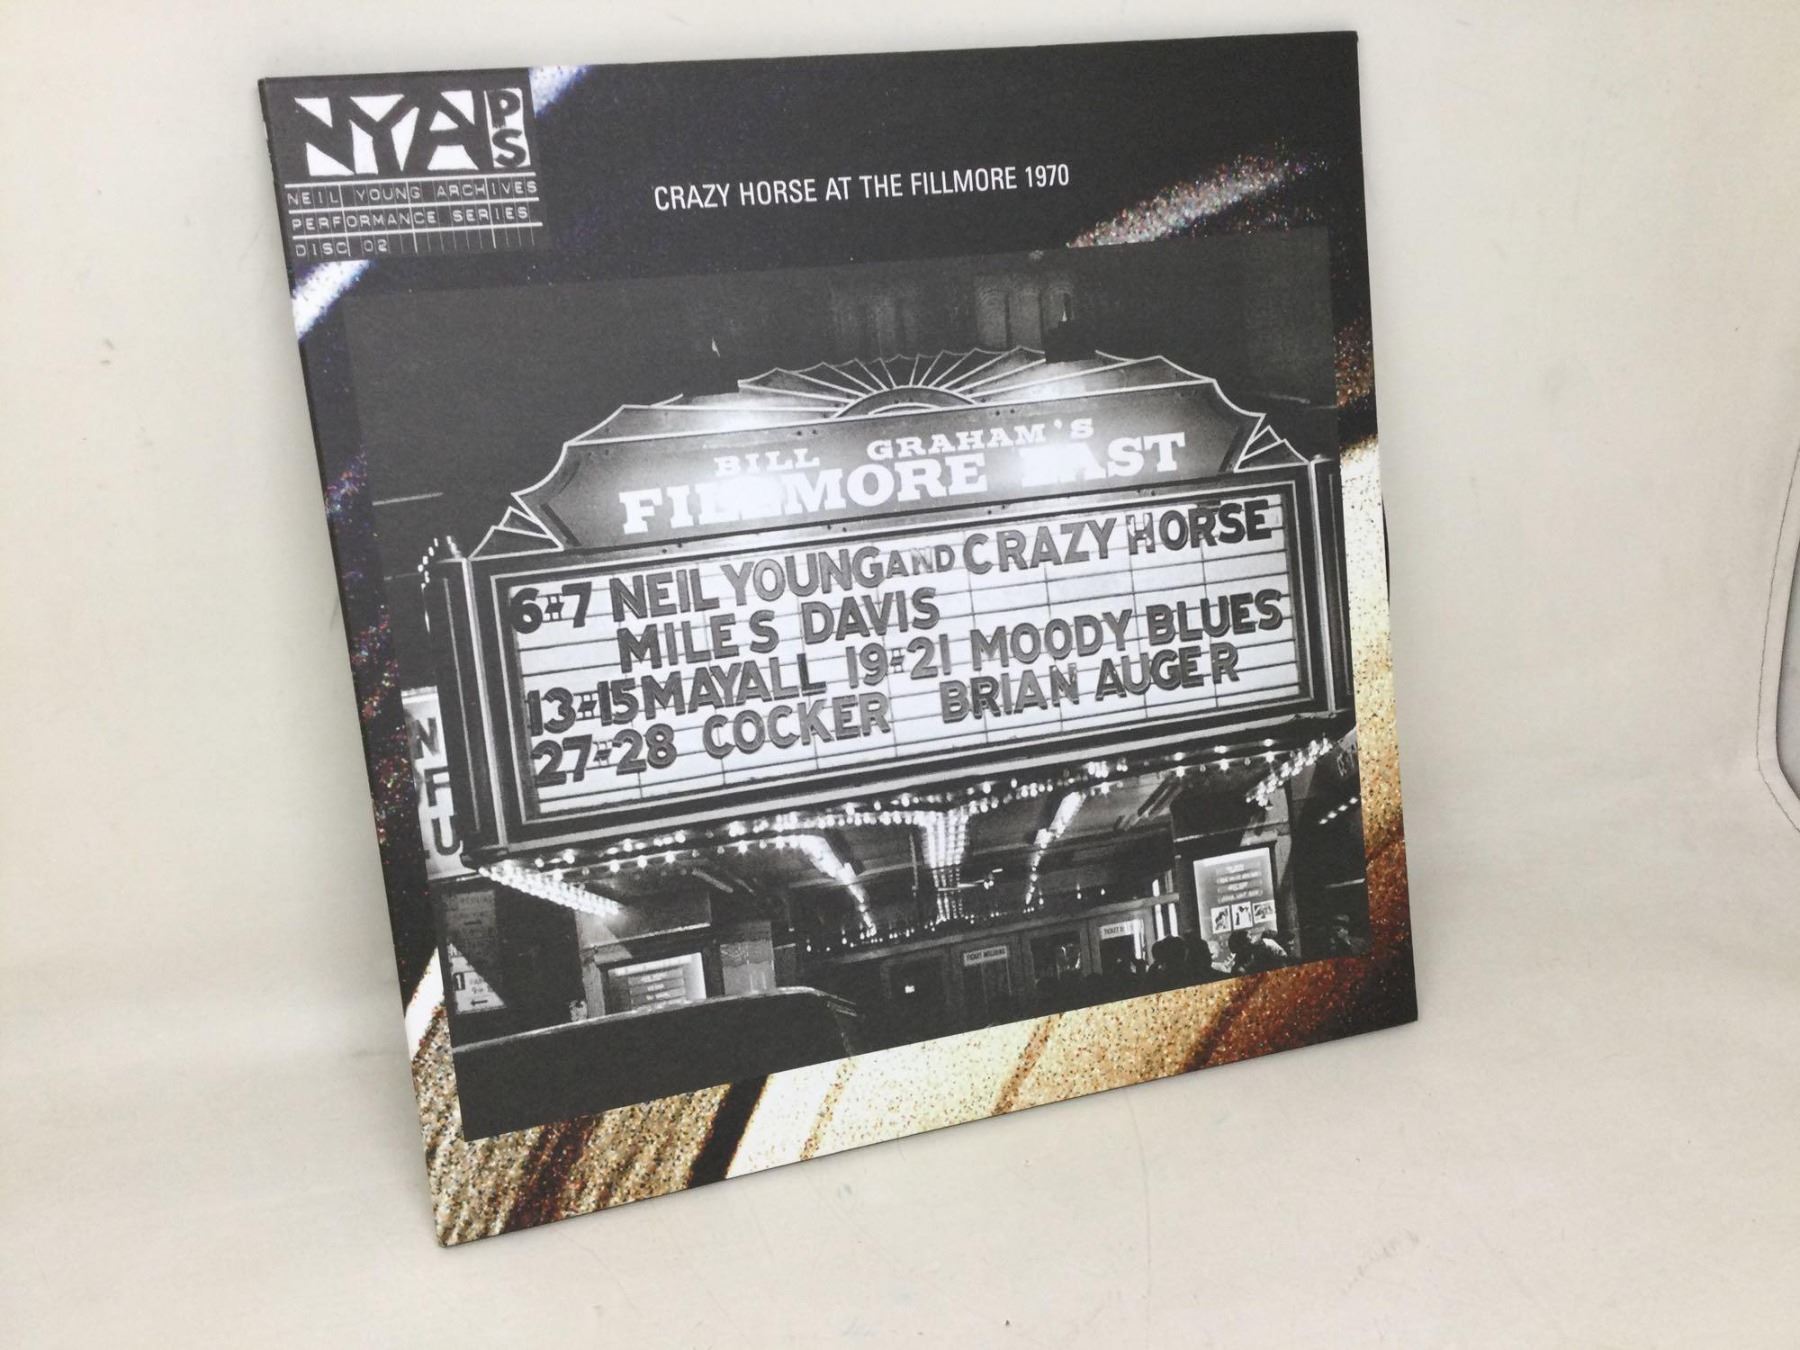 NYA PS
NEIL YOUNG ARCHIVES
PERFORMANCE SERIES
DISC 02
CRAZY HORSE AT THE FILLMORE 1970
BILL GRAHAM'S
FILLMORE EAST
6-7 NEIL YOUNG AND CRAZY HORSE
MILES DAVIS
13-15 MAYALL 19-21 MOODY BLUES
27-28 COCKER BRIAN AUGER